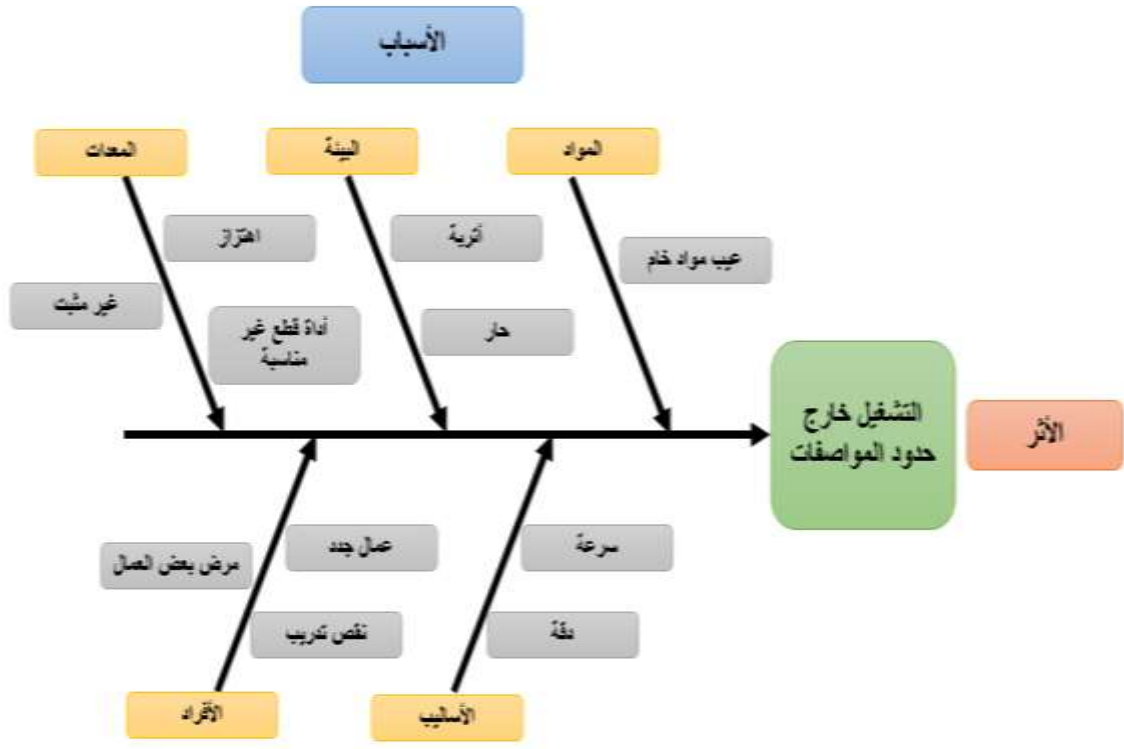 الأسباب
المواد
البيئة
المعدات
عيب مواد خام
أتربة
حار
اهتزاز
غير مثبت
أداة قطع غير
مناسبة
التشغيل خارج
حدود المواصفات
الأثر
سرعة
دقة
عمال جدد
مرض بعض العمال
نقص تدريب
الأساليب
الأفراد